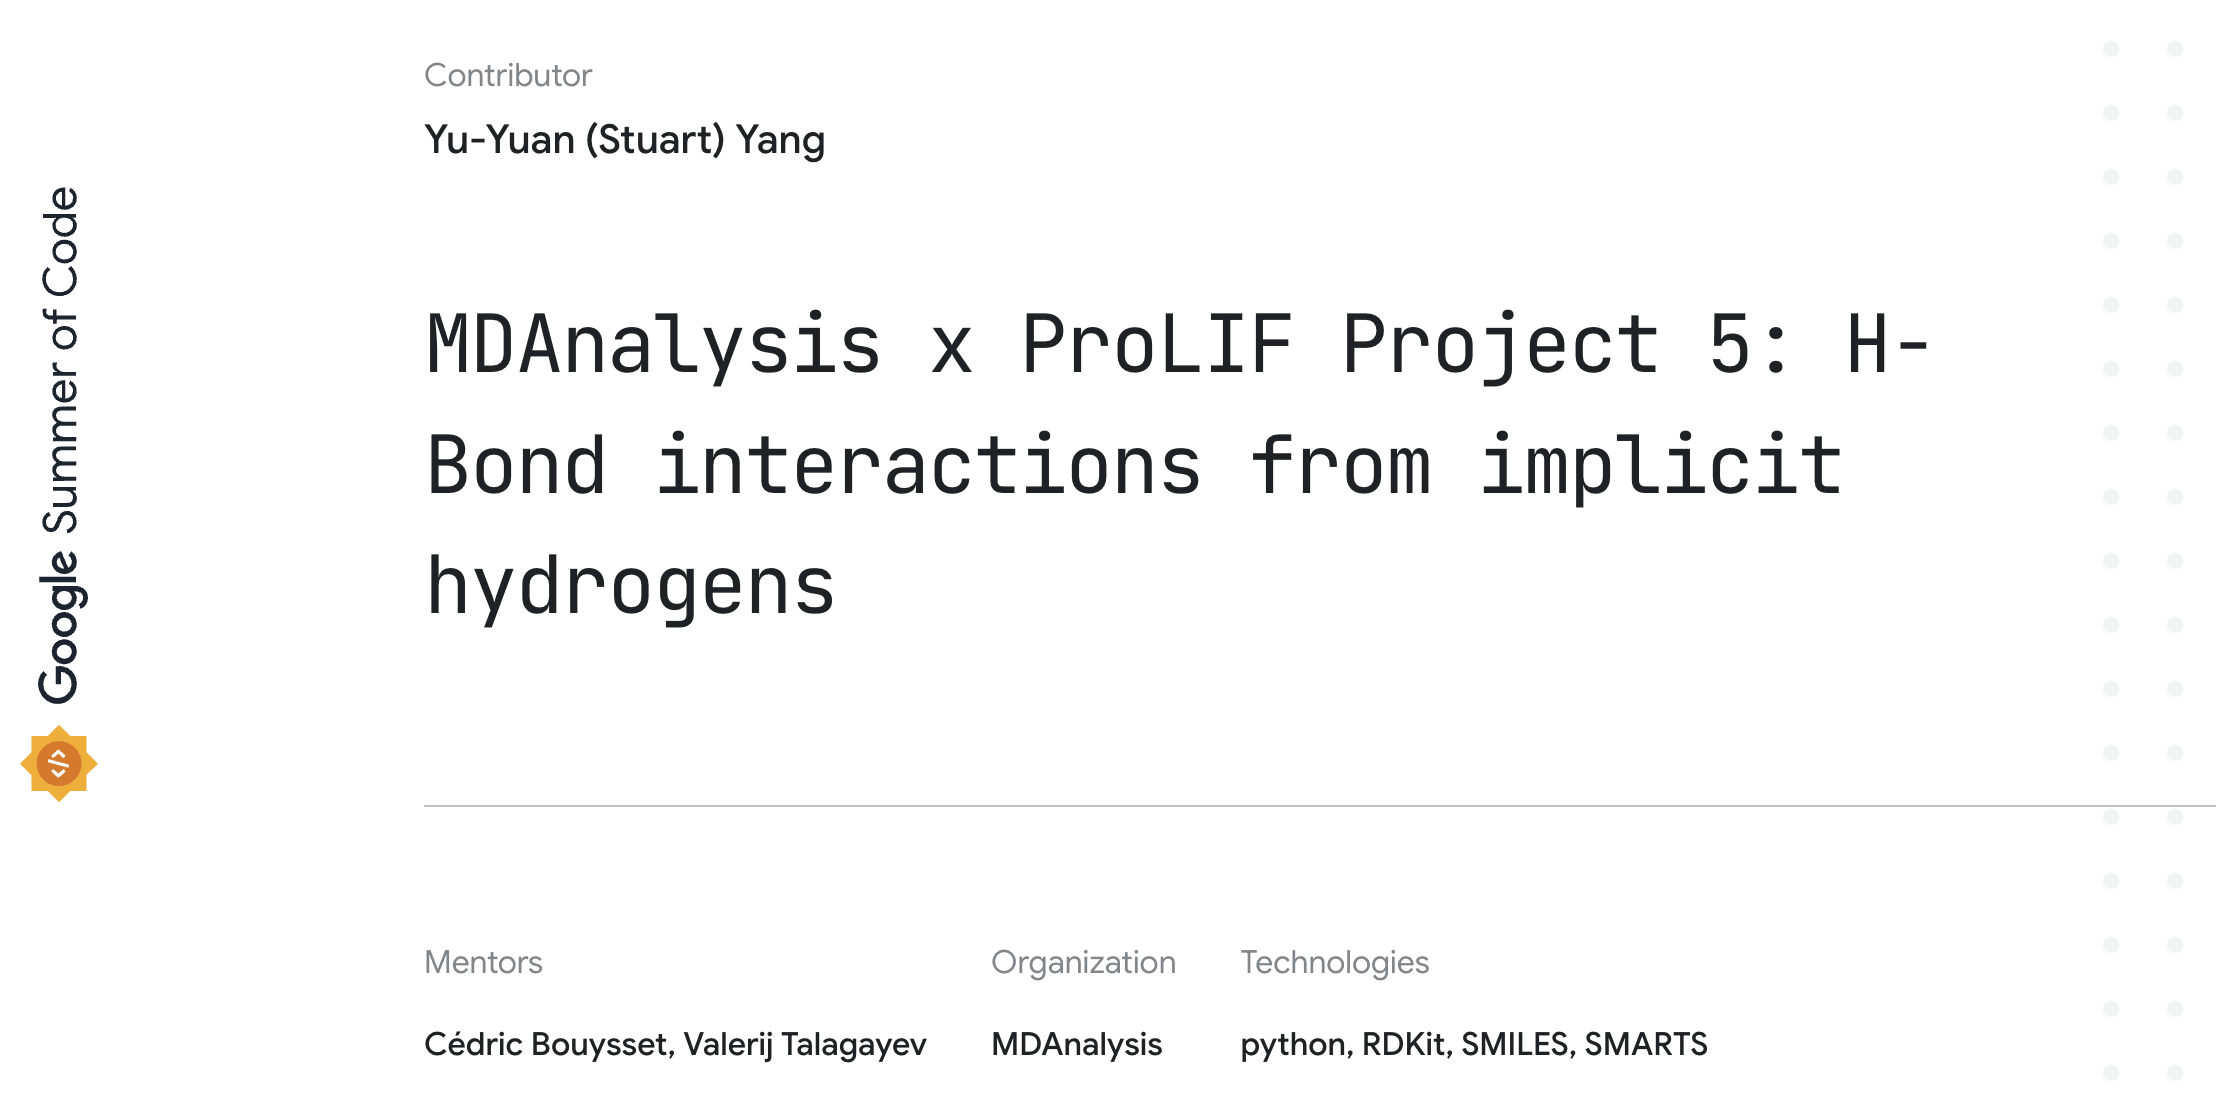 Google Summer of Code
Contributor
Yu-Yuan (Stuart) Yang
MDAnalysis x ProLIF Project 5: H-
Bond interactions from implicit
hydrogens
Mentors
Cédric Bouysset, Valerij Talagayev
Organization
MDAnalysis
Technologies
python, RDKit, SMILES, SMARTS